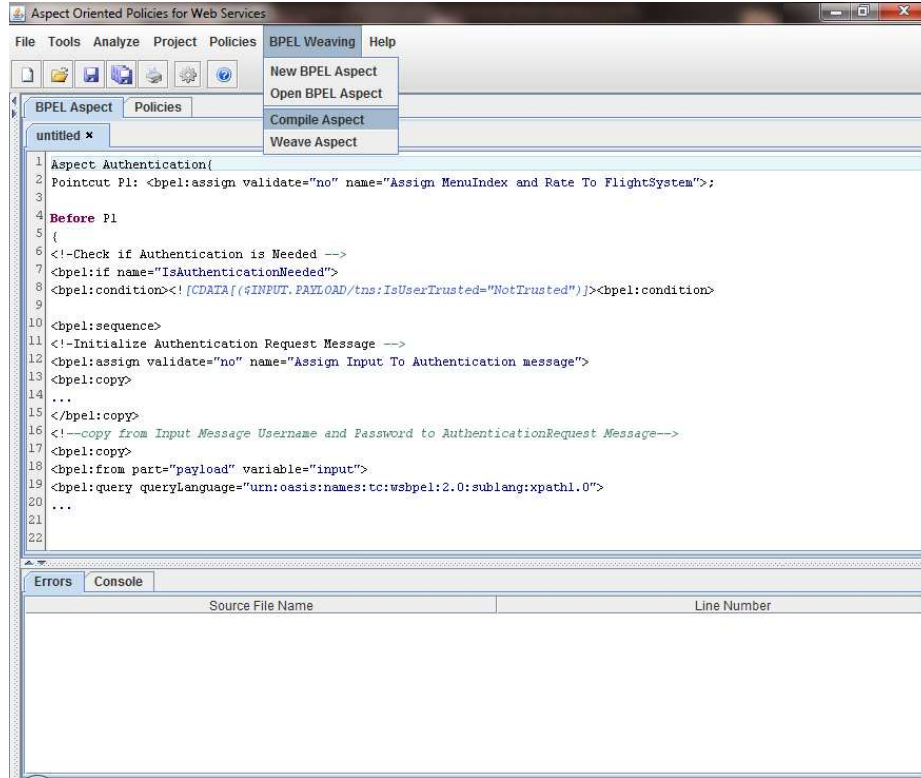 Aspect Oriented Policies for Web Services
File Tools Analyze Project Policies BPEL Weaving Help
New BPEL Aspect
Open BPEL Aspect
Compile Aspect
Weave Aspect
BPEL Aspect Policies
untitled ×
1 Aspect Authentication{
2 Pointcut P1: <bpel:assign validate="no" name="Assign MenuIndex and Rate To FlightSystem">;
3
4 Before P1
5 {
6 <!-Check if Authentication is Needed -->
7 <bpel:if name="IsAuthenticationNeeded">
8 <bpel:condition><![CDATA[($INPUT.PAYLOAD/tns:IsUserTrusted="NotTrusted")]><bpel:condition>
9
10 <bpel:sequence>
11 <!-Initialize Authentication Request Message -->
12 <bpel:assign validate="no" name="Assign Input To Authentication message">
13 <bpel:copy>
14 ...
15 </bpel:copy>
16 <!--copy from Input Message Username and Password to AuthenticationRequest Message-->
17 <bpel:copy>
18 <bpel:from part="payload" variable="input">
19 <bpel:query queryLanguage="urn:oasis:names:tc:wsbpel:2.0:sublang:xpath1.0">
20 ...
21
22
Errors Console
Source File Name Line Number